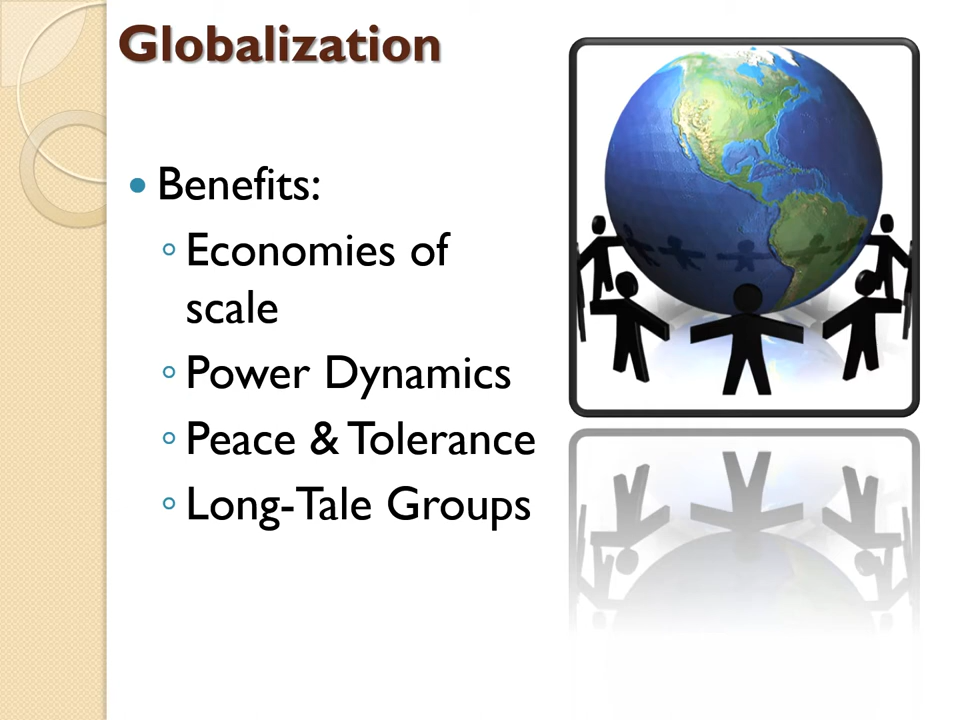 Globalization
Benefits:
Economies of
scale
Power Dynamics
Peace & Tolerance
Long-Tale Groups